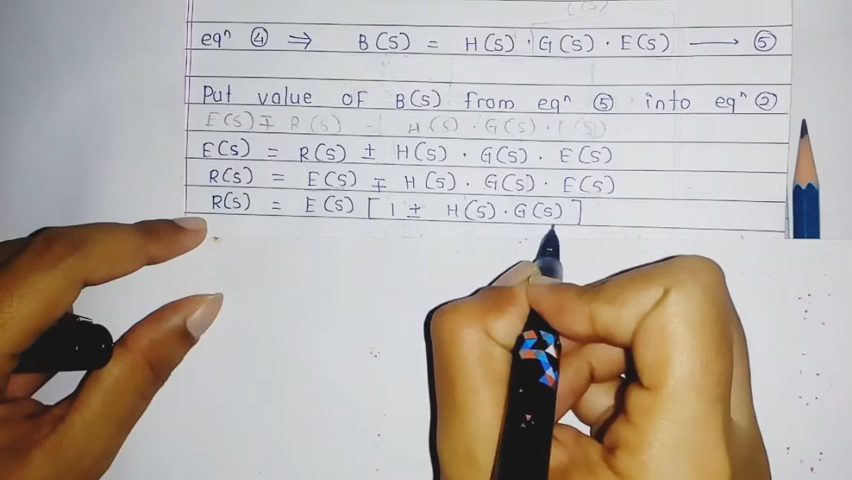 C(S)
eqⁿ ④ ⇒ B(S) = H(S) · G(S) · E(S) ⟶ ⑤
Put value OF B(S) from eqⁿ ⑤ into eqⁿ ②
E(S) ∓ R(S) - H(S) · G(S) · E(S)
E(S) = R(S) ± H(S) · G(S) · E(S)
R(S) = E(S) ∓ H(S) · G(S) · E(S)
R(S) = E(S) [ 1 ± H(S) · G(S) ]